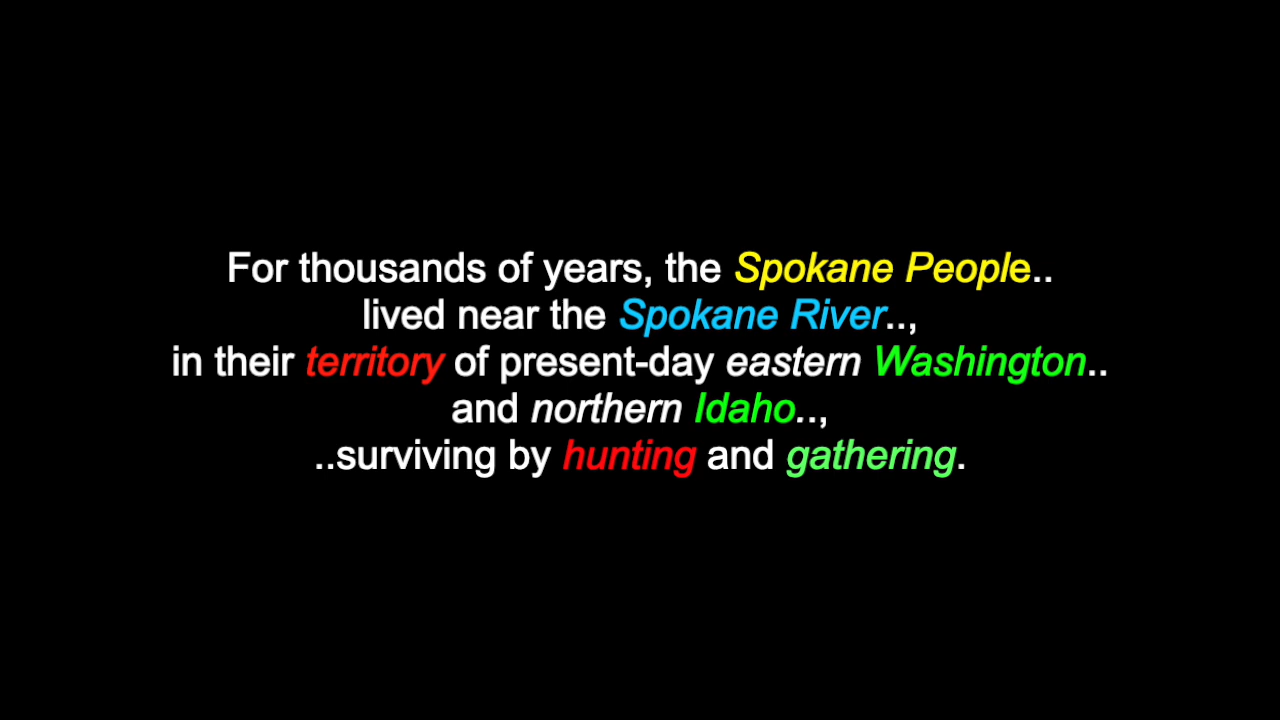 For thousands of years, the Spokane People..
lived near the Spokane River..,
in their territory of present-day eastern Washington..
and northern Idaho..,
..surviving by hunting and gathering.